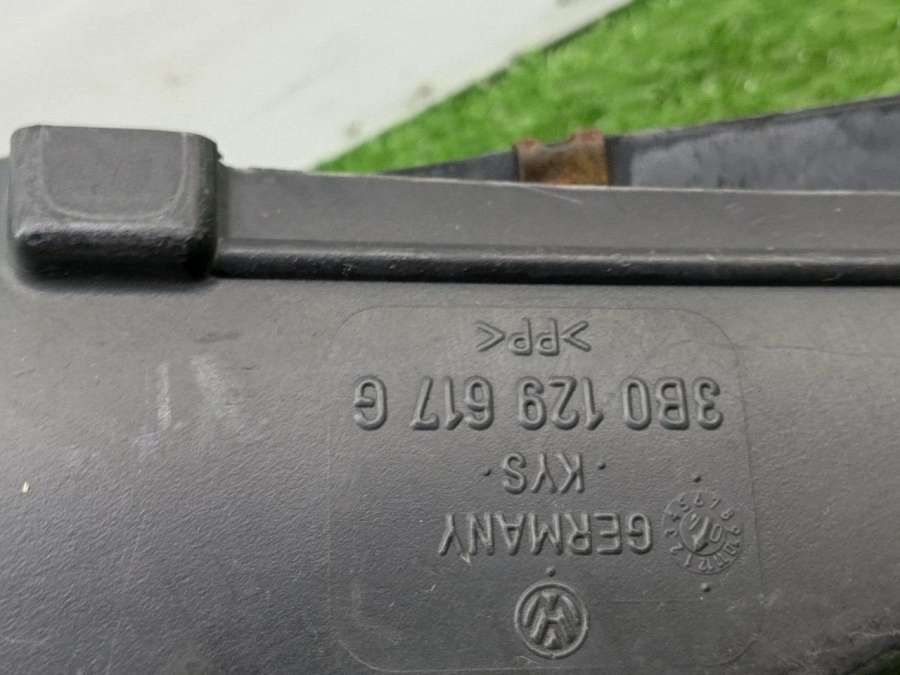 GERMANY
. KYS .
3B0 129 617 G
>PP<